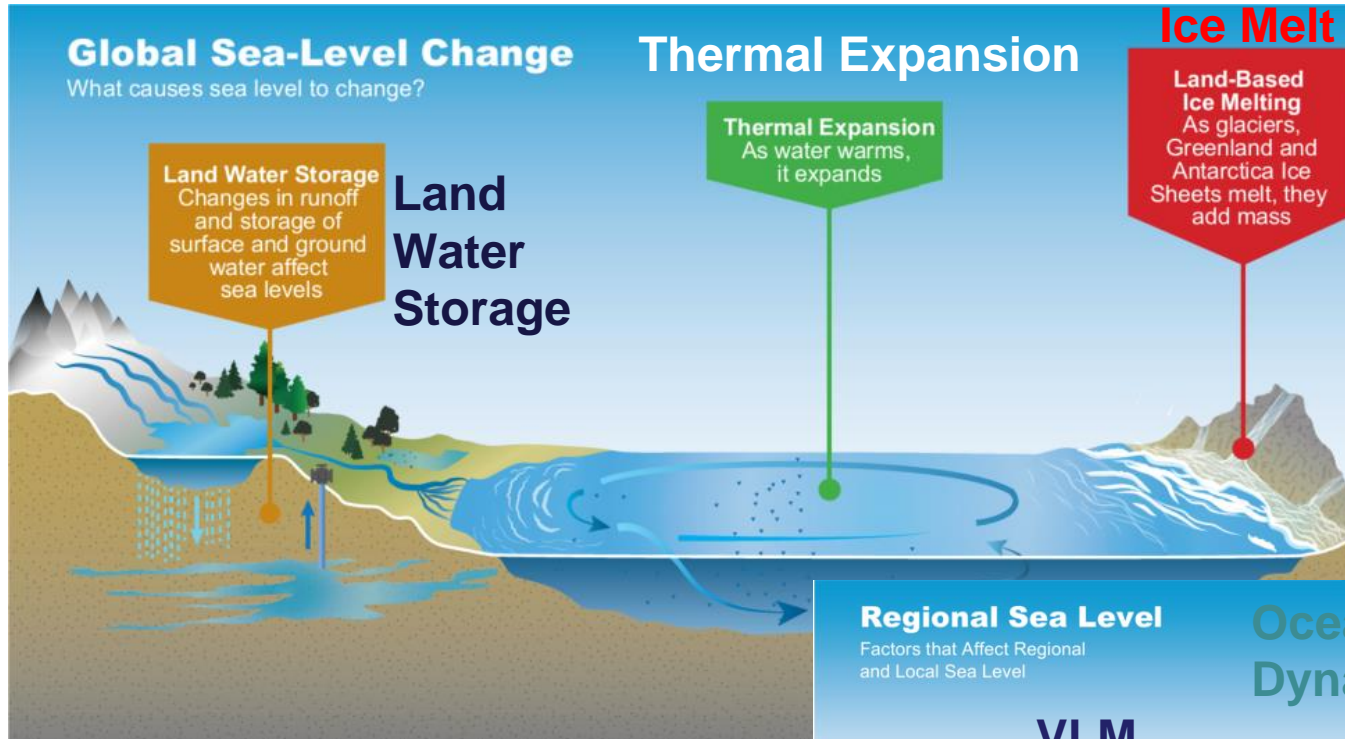 Global Sea-Level Change
What causes sea level to change?
Thermal Expansion
Ice Melt
Land Water Storage
Changes in runoff
and storage of
surface and ground
water affect
sea levels
Land
Water
Storage
Thermal Expansion
As water warms,
it expands
Land-Based
Ice Melting
As glaciers,
Greenland and
Antarctica Ice
Sheets melt, they
add mass
Regional Sea Level
Factors that Affect Regional
and Local Sea Level
VLM